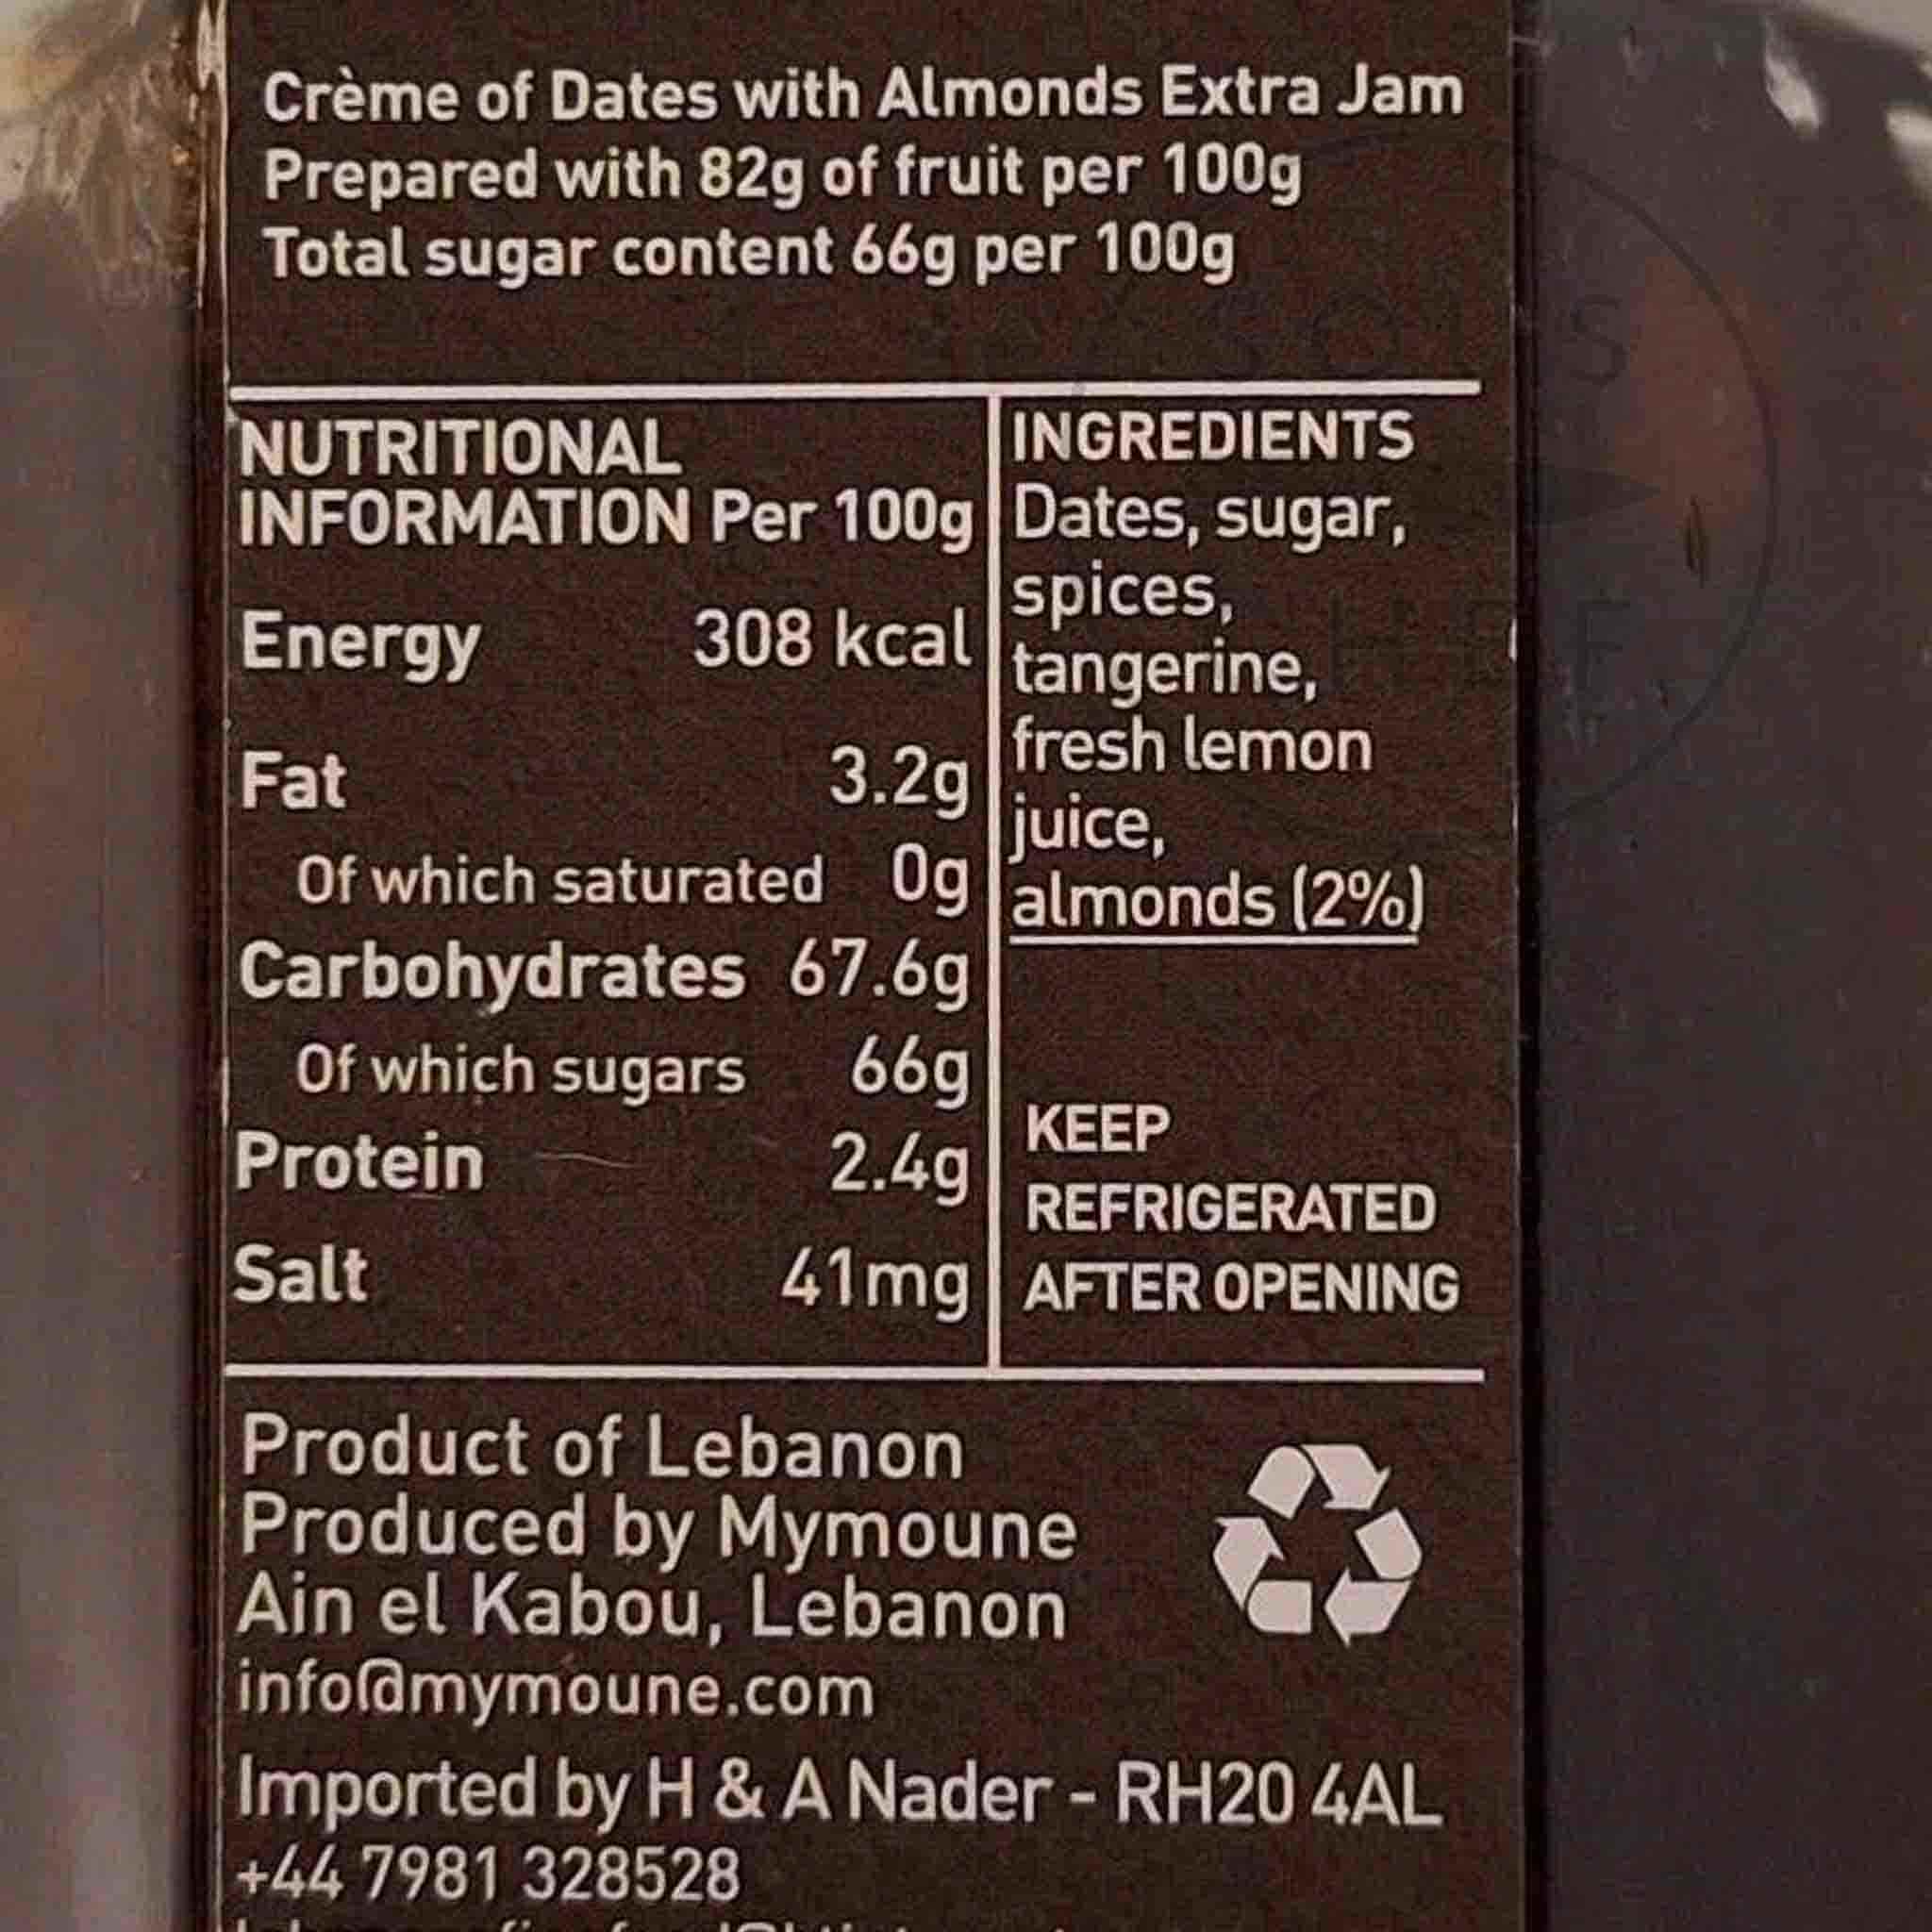 Crème of Dates with Almonds Extra Jam
Prepared with 82g of fruit per 100g
Total sugar content 66g per 100g
NUTRITIONAL
INFORMATION Per 100g
Energy 308 kcal
Fat 3.2g
Of which saturated 0g
Carbohydrates 67.6g
Of which sugars 66g
Protein 2.4g
Salt 41mg
INGREDIENTS
Dates, sugar,
spices,
tangerine,
fresh lemon
juice,
almonds (2%)
KEEP
REFRIGERATED
AFTER OPENING
Product of Lebanon
Produced by Mymoune
Ain el Kabou, Lebanon
info@mymoune.com
Imported by H & A Nader - RH20 4AL
+44 7981 328528